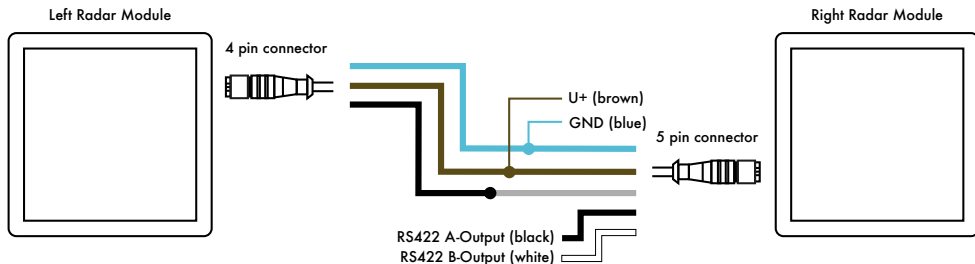 Left Radar Module
Right Radar Module
4 pin connector
U+ (brown)
GND (blue)
5 pin connector
RS422 A-Output (black)
RS422 B-Output (white)